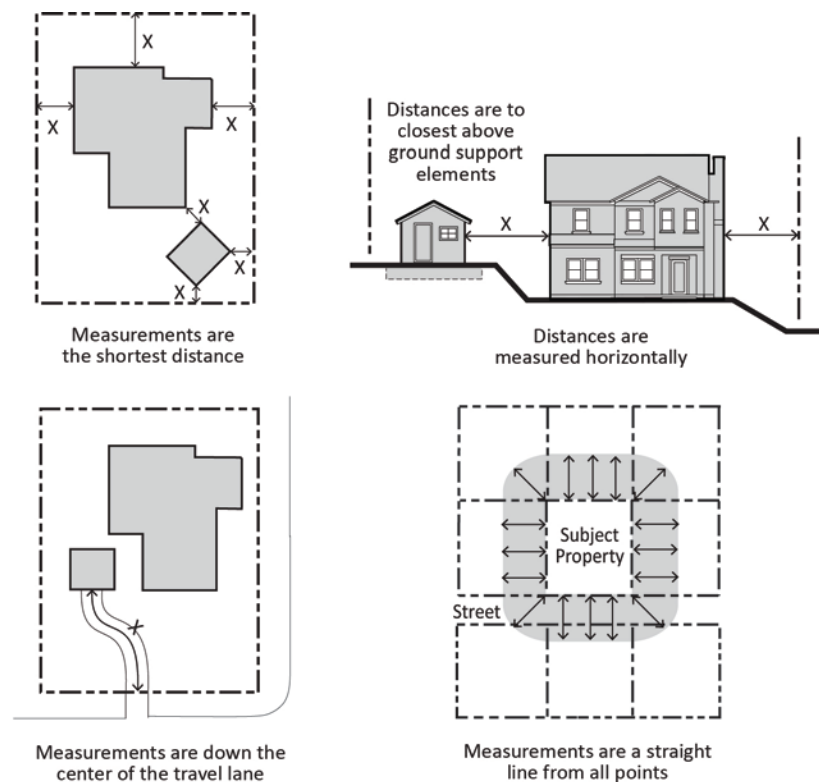 X
X
X
X
X
X
Measurements are
the shortest distance
Distances are to
closest above
ground support
elements
X
X
Distances are
measured horizontally
X
Measurements are down the
center of the travel lane
Subject
Property
Street
Measurements are a straight
line from all points